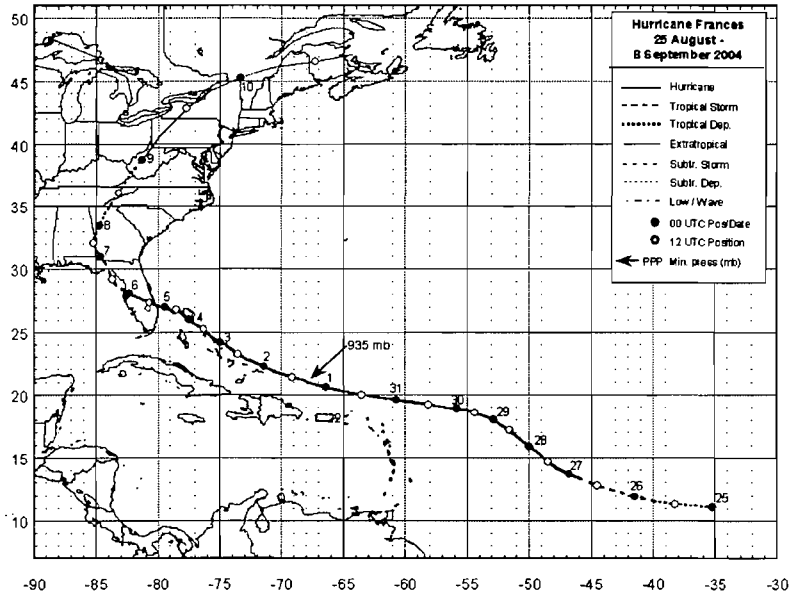 Hurricane Frances
25 August -
8 September 2004
Hurricane
Tropical Storm
Tropical Dep.
Extratropical
Subtr. Storm
Subtr. Dep.
Low / Wave
00 UTC Pos/Date
12 UTC Position
PPP Min. press (mb)
50
45
40
35
30
25
20
15
10
10
9
8
7
6
5
4
3
2
1
935 mb
31
30
29
28
27
26
25
-90 -85 -80 -75 -70 -65 -60 -55 -50 -45 -40 -35 -30